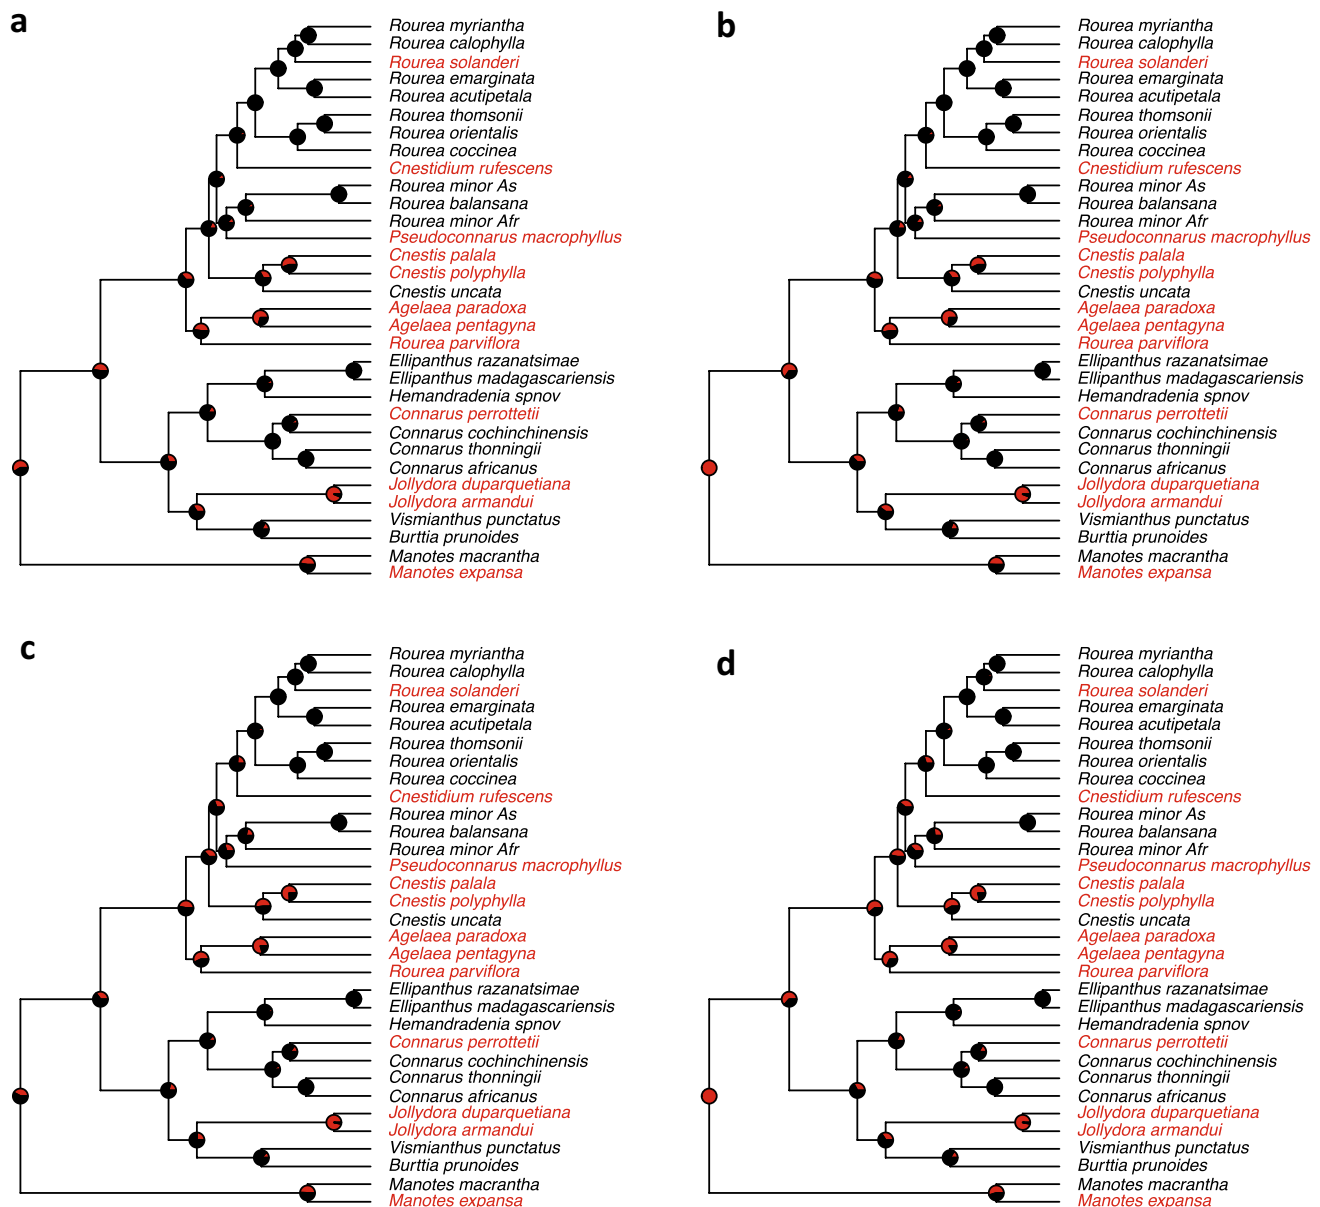 a
Rourea myriantha
Rourea calophylla
Rourea solanderi
Rourea emarginata
Rourea acutipetala
Rourea thomsonii
Rourea orientalis
Rourea coccinea
Cnestidium rufescens
Rourea minor As
Rourea balansana
Rourea minor Afr
Pseudoconnarus macrophyllus
Cnestis palala
Cnestis polyphylla
Cnestis uncata
Agelaea paradoxa
Agelaea pentagyna
Rourea parviflora
Ellipanthus razanatsimae
Ellipanthus madagascariensis
Hemandradenia spnov
Connarus perrottetii
Connarus cochinchinensis
Connarus thonningii
Connarus africanus
Jollydora duparquetiana
Jollydora armandui
Vismianthus punctatus
Burttia prunoides
Manotes macrantha
Manotes expansa
b
Rourea myriantha
Rourea calophylla
Rourea solanderi
Rourea emarginata
Rourea acutipetala
Rourea thomsonii
Rourea orientalis
Rourea coccinea
Cnestidium rufescens
Rourea minor As
Rourea balansana
Rourea minor Afr
Pseudoconnarus macrophyllus
Cnestis palala
Cnestis polyphylla
Cnestis uncata
Agelaea paradoxa
Agelaea pentagyna
Rourea parviflora
Ellipanthus razanatsimae
Ellipanthus madagascariensis
Hemandradenia spnov
Connarus perrottetii
Connarus cochinchinensis
Connarus thonningii
Connarus africanus
Jollydora duparquetiana
Jollydora armandui
Vismianthus punctatus
Burttia prunoides
Manotes macrantha
Manotes expansa
c
Rourea myriantha
Rourea calophylla
Rourea solanderi
Rourea emarginata
Rourea acutipetala
Rourea thomsonii
Rourea orientalis
Rourea coccinea
Cnestidium rufescens
Rourea minor As
Rourea balansana
Rourea minor Afr
Pseudoconnarus macrophyllus
Cnestis palala
Cnestis polyphylla
Cnestis uncata
Agelaea paradoxa
Agelaea pentagyna
Rourea parviflora
Ellipanthus razanatsimae
Ellipanthus madagascariensis
Hemandradenia spnov
Connarus perrottetii
Connarus cochinchinensis
Connarus thonningii
Connarus africanus
Jollydora duparquetiana
Jollydora armandui
Vismianthus punctatus
Burttia prunoides
Manotes macrantha
Manotes expansa
d
Rourea myriantha
Rourea calophylla
Rourea solanderi
Rourea emarginata
Rourea acutipetala
Rourea thomsonii
Rourea orientalis
Rourea coccinea
Cnestidium rufescens
Rourea minor As
Rourea balansana
Rourea minor Afr
Pseudoconnarus macrophyllus
Cnestis palala
Cnestis polyphylla
Cnestis uncata
Agelaea paradoxa
Agelaea pentagyna
Rourea parviflora
Ellipanthus razanatsimae
Ellipanthus madagascariensis
Hemandradenia spnov
Connarus perrottetii
Connarus cochinchinensis
Connarus thonningii
Connarus africanus
Jollydora duparquetiana
Jollydora armandui
Vismianthus punctatus
Burttia prunoides
Manotes macrantha
Manotes expansa